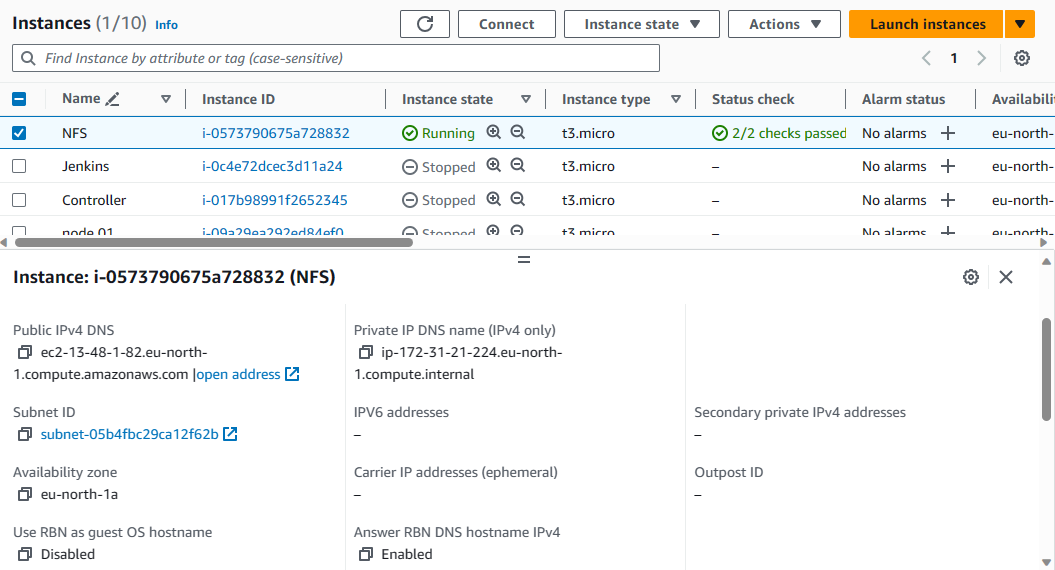 Instances (1/10) Info
Connect
Instance state
Actions
Launch instances
Find Instance by attribute or tag (case-sensitive)
1
Name Instance ID Instance state Instance type Status check Alarm status Availabili
NFS i-0573790675a728832 Running t3.micro 2/2 checks passed No alarms eu-north-
Jenkins i-0c4e72dcec3d11a24 Stopped t3.micro – No alarms eu-north-
Controller i-017b98991f2652345 Stopped t3.micro – No alarms eu-north-
node 01 i-09a29ea292ed84ef0 Stopped t3.micro – No alarms eu-north-
Instance: i-0573790675a728832 (NFS)
Public IPv4 DNS
ec2-13-48-1-82.eu-north-
1.compute.amazonaws.com |open address
Private IP DNS name (IPv4 only)
ip-172-31-21-224.eu-north-
1.compute.internal
Subnet ID
subnet-05b4fbc29ca12f62b
IPV6 addresses
–
Secondary private IPv4 addresses
–
Availability zone
eu-north-1a
Carrier IP addresses (ephemeral)
–
Outpost ID
–
Use RBN as guest OS hostname
Disabled
Answer RBN DNS hostname IPv4
Enabled